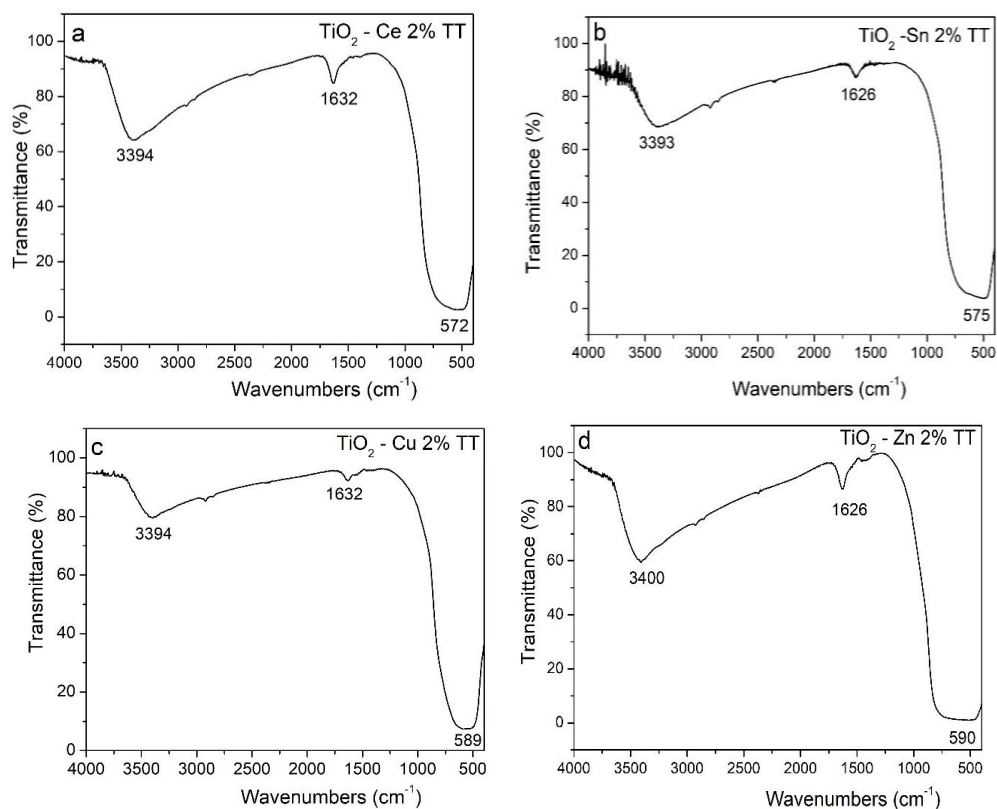 a
TiO2 - Ce 2% TT
100
80
60
40
20
0
Transmittance (%)
3394
1632
572
4000 3500 3000 2500 2000 1500 1000 500
Wavenumbers (cm-1)
b
TiO2 -Sn 2% TT
100
80
60
40
20
0
Transmittance (%)
3393
1626
575
4000 3500 3000 2500 2000 1500 1000 500
Wavenumbers (cm-1)
c
TiO2 - Cu 2% TT
100
80
60
40
20
0
Transmittance (%)
3394
1632
589
4000 3500 3000 2500 2000 1500 1000 500
Wavenumbers (cm-1)
d
TiO2 - Zn 2% TT
100
80
60
40
20
0
Transmittance (%)
3400
1626
590
4000 3500 3000 2500 2000 1500 1000 500
Wavenumbers (cm-1)